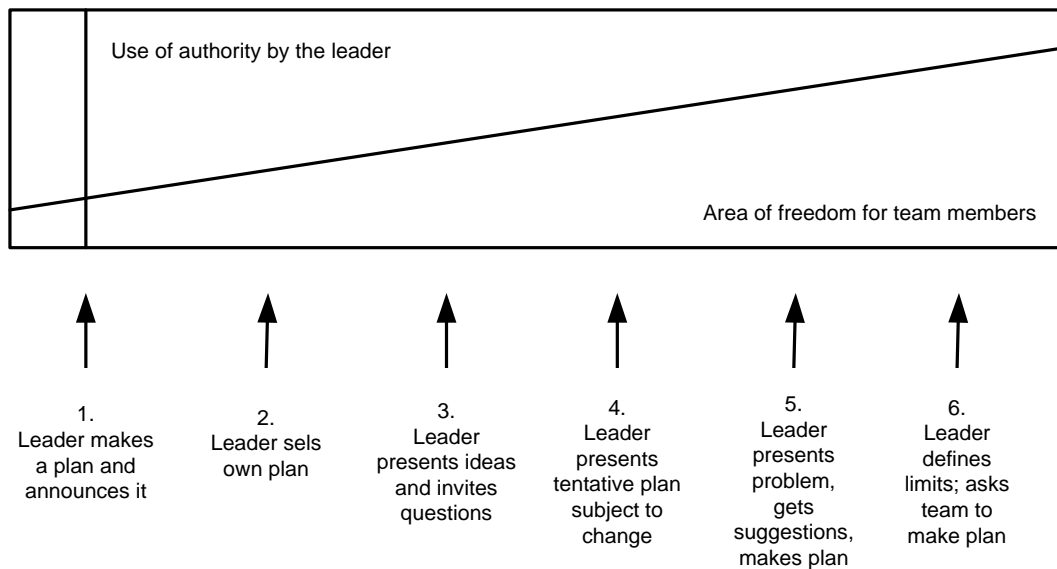 Use of authority by the leader
Area of freedom for team members
1.
Leader makes
a plan and
announces it
2.
Leader sels
own plan
3.
Leader
presents ideas
and invites
questions
4.
Leader
presents
tentative plan
subject to
change
5.
Leader
presents
problem,
gets
suggestions,
makes plan
6.
Leader
defines
limits; asks
team to
make plan